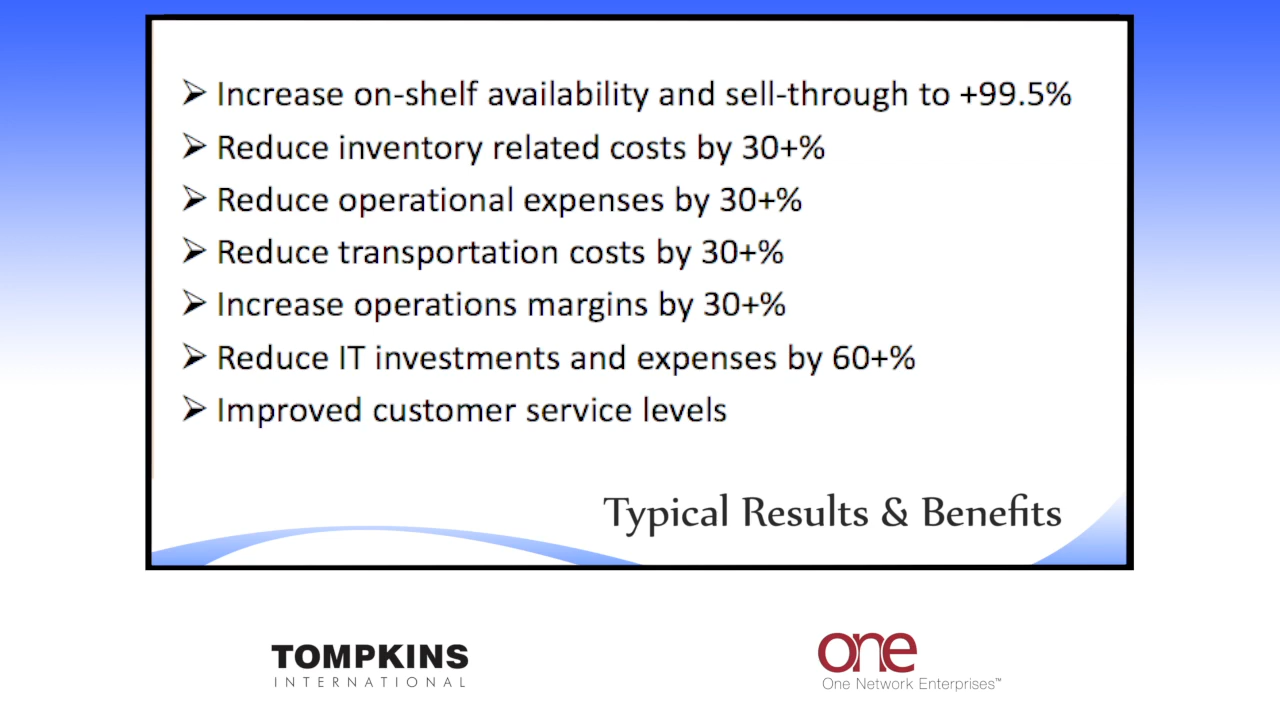 ➢ Increase on-shelf availability and sell-through to +99.5%
➢ Reduce inventory related costs by 30+%
➢ Reduce operational expenses by 30+%
➢ Reduce transportation costs by 30+%
➢ Increase operations margins by 30+%
➢ Reduce IT investments and expenses by 60+%
➢ Improved customer service levels
Typical Results & Benefits
TOMPKINS
INTERNATIONAL
one
One Network Enterprises™